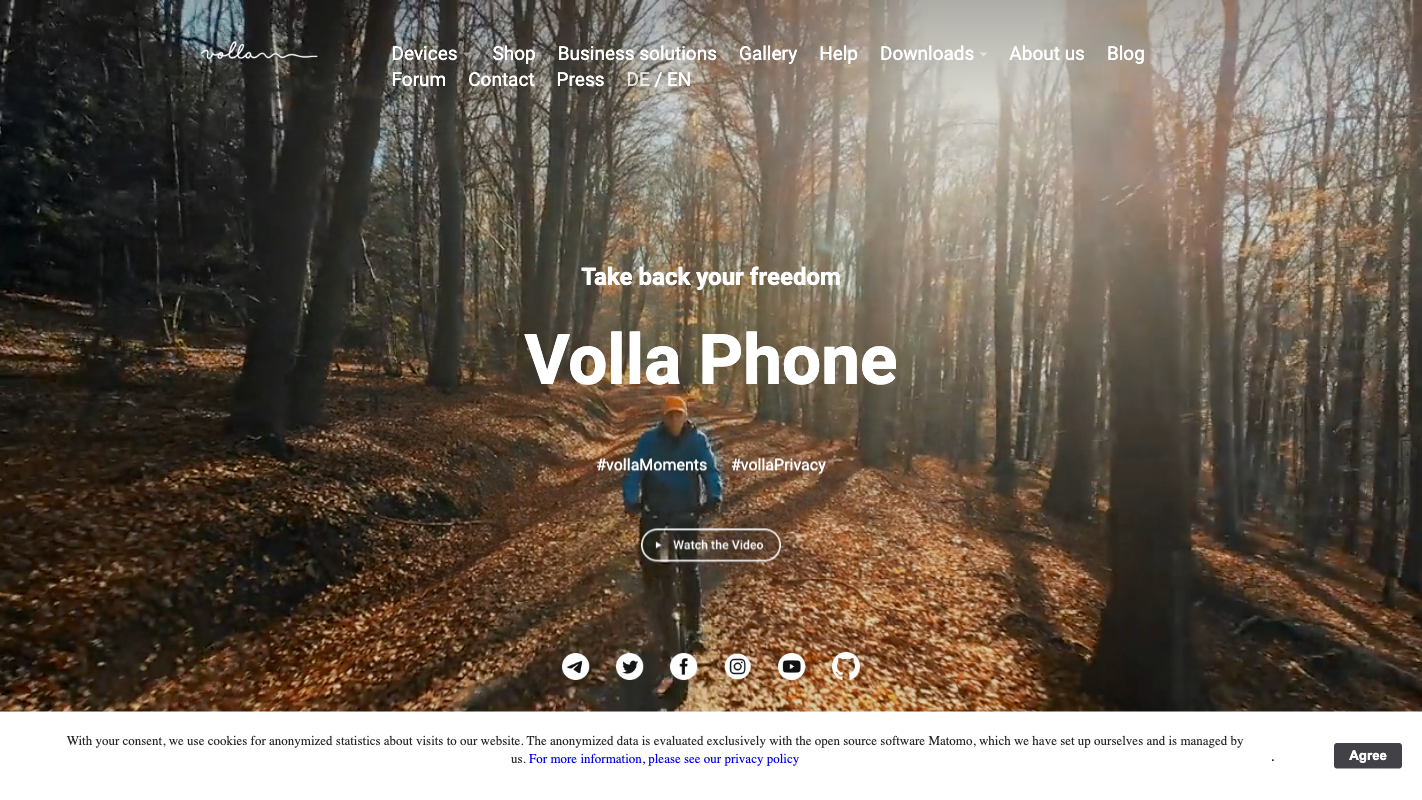 volla
Devices Shop Business solutions Gallery Help Downloads About us Blog
Forum Contact Press DE / EN
Take back your freedom
Volla Phone
#vollaMoments #vollaPrivacy
Watch the Video
With your consent, we use cookies for anonymized statistics about visits to our website. The anonymized data is evaluated exclusively with the open source software Matomo, which we have set up ourselves and is managed by
us. For more information, please see our privacy policy
.
Agree